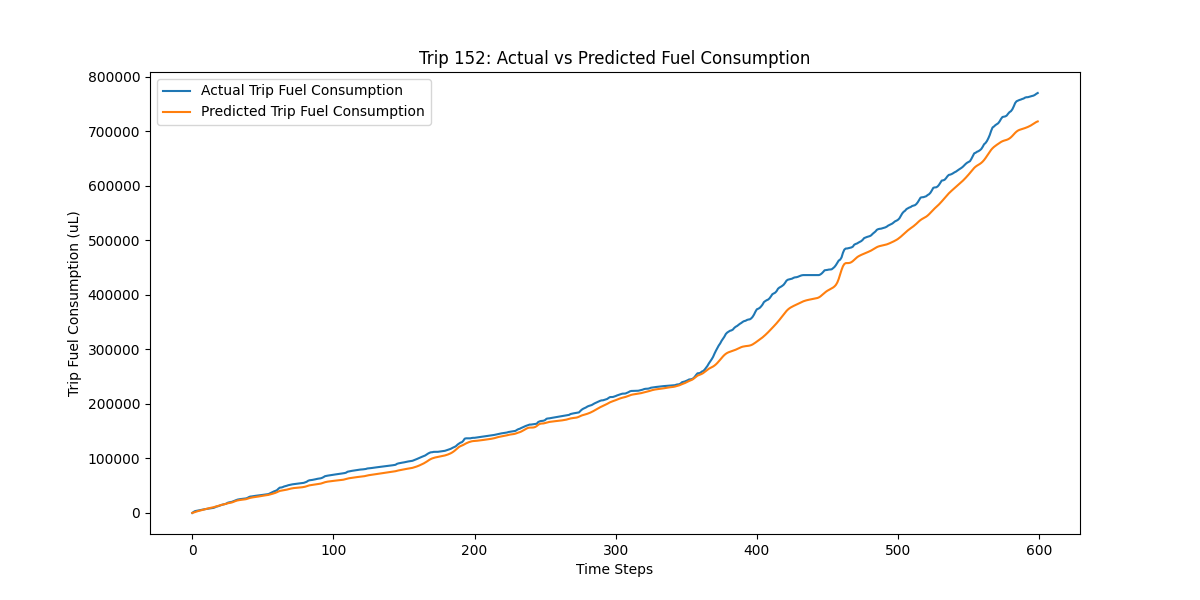 Trip 152: Actual vs Predicted Fuel Consumption
Actual Trip Fuel Consumption
Predicted Trip Fuel Consumption
Trip Fuel Consumption (uL)
800000
700000
600000
500000
400000
300000
200000
100000
0
0 100 200 300 400 500 600
Time Steps